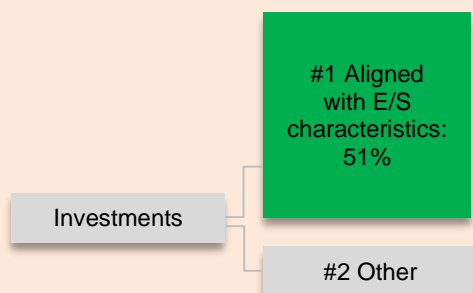 #1 Aligned
with E/S
characteristics:
51%
Investments
#2 Other